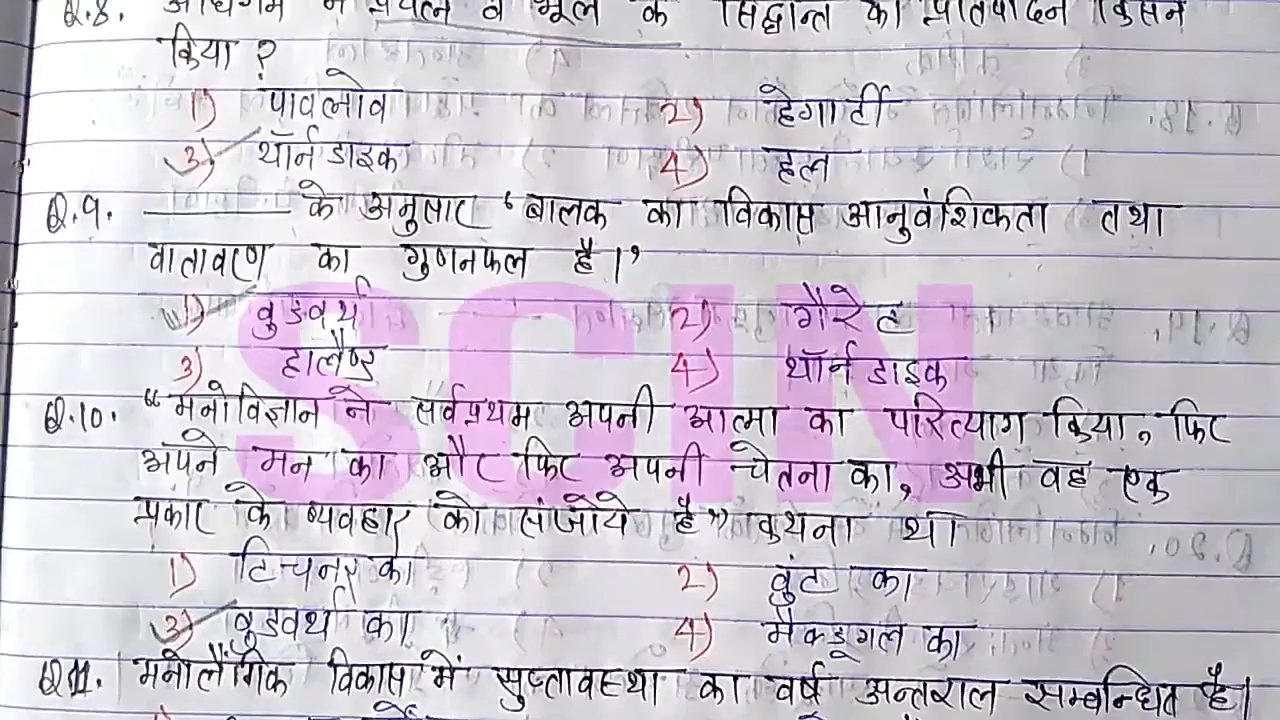 Q.8. अधिगम में प्रयत्न व भूल के सिद्धान्त का प्रतिपादन किसने
किया ?
1) पावलोव 2) हेगार्टी
3) थॉर्नडाइक 4) हल
Q.9. ______ के अनुसार 'बालक का विकास आनुवंशिकता तथा
वातावरण का गुणनफल है।'
1) वुडवर्थ 2) गैरेट
3) हालैण्ड 4) थॉर्नडाइक
Q.10. "मनोविज्ञान ने सर्वप्रथम अपनी आत्मा का परित्याग किया, फिर
अपने मन का और फिर अपनी चेतना का, अभी वह एक
प्रकार के व्यवहार को संजोये है" कथना था
1) टिचनर का 2) वुंट का
3) वुडवर्थ का 4) मैकडूगल का
Q11. मनोलैंगिक विकास में सुप्तावस्था का वर्ष अन्तराल सम्बन्धित है।
SCIN